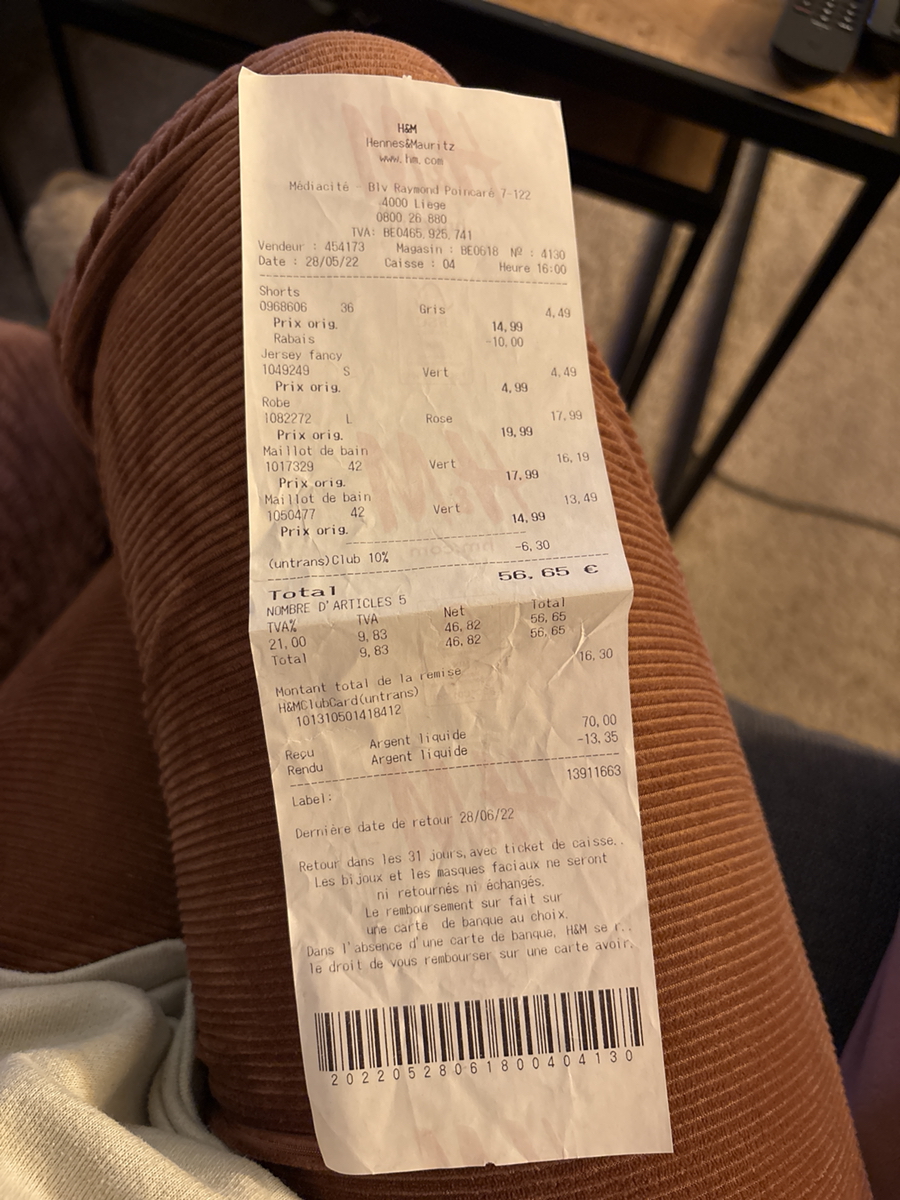 H&M
Hennes&Mauritz
www.hm.com
Médiacité - Blv Raymond Poincaré 7-122
4000 Liege
0800 26 880
TVA: BE0465.925.741
Vendeur : 454173 Magasin : BE0618 Nº : 4130
Date : 28/05/22 Caisse : 04 Heure 16:00
Shorts
0968606 36 Gris 4,49
Prix orig. 14,99
Rabais -10,00
Jersey fancy
1049249 S Vert 4,49
Prix orig. 4,99
Robe
1082272 L Rose 17,99
Prix orig. 19,99
Maillot de bain
1017329 42 Vert 16,19
Prix orig. 17,99
Maillot de bain
1050477 42 Vert 13,49
Prix orig. 14,99
(untrans)Club 10% -6,30
Total 56.65 €
NOMBRE D'ARTICLES 5
TVA% TVA Net Total
21,00 9,83 46,82 56,65
Total 9,83 46,82 56,65
Montant total de la remise 16,30
H&MClubCard(untrans)
101310501418412
Reçu Argent liquide 70,00
Rendu Argent liquide -13,35
13911663
Label:
Dernière date de retour 28/06/22
Retour dans les 31 jours,avec ticket de caisse..
Les bijoux et les masques faciaux ne seront
ni retournés ni échangés.
Le remboursement sur fait sur
une carte de banque au choix.
Dans l'absence d'une carte de banque, H&M se r..
le droit de vous rembourser sur une carte avoir.
20220528061800404130